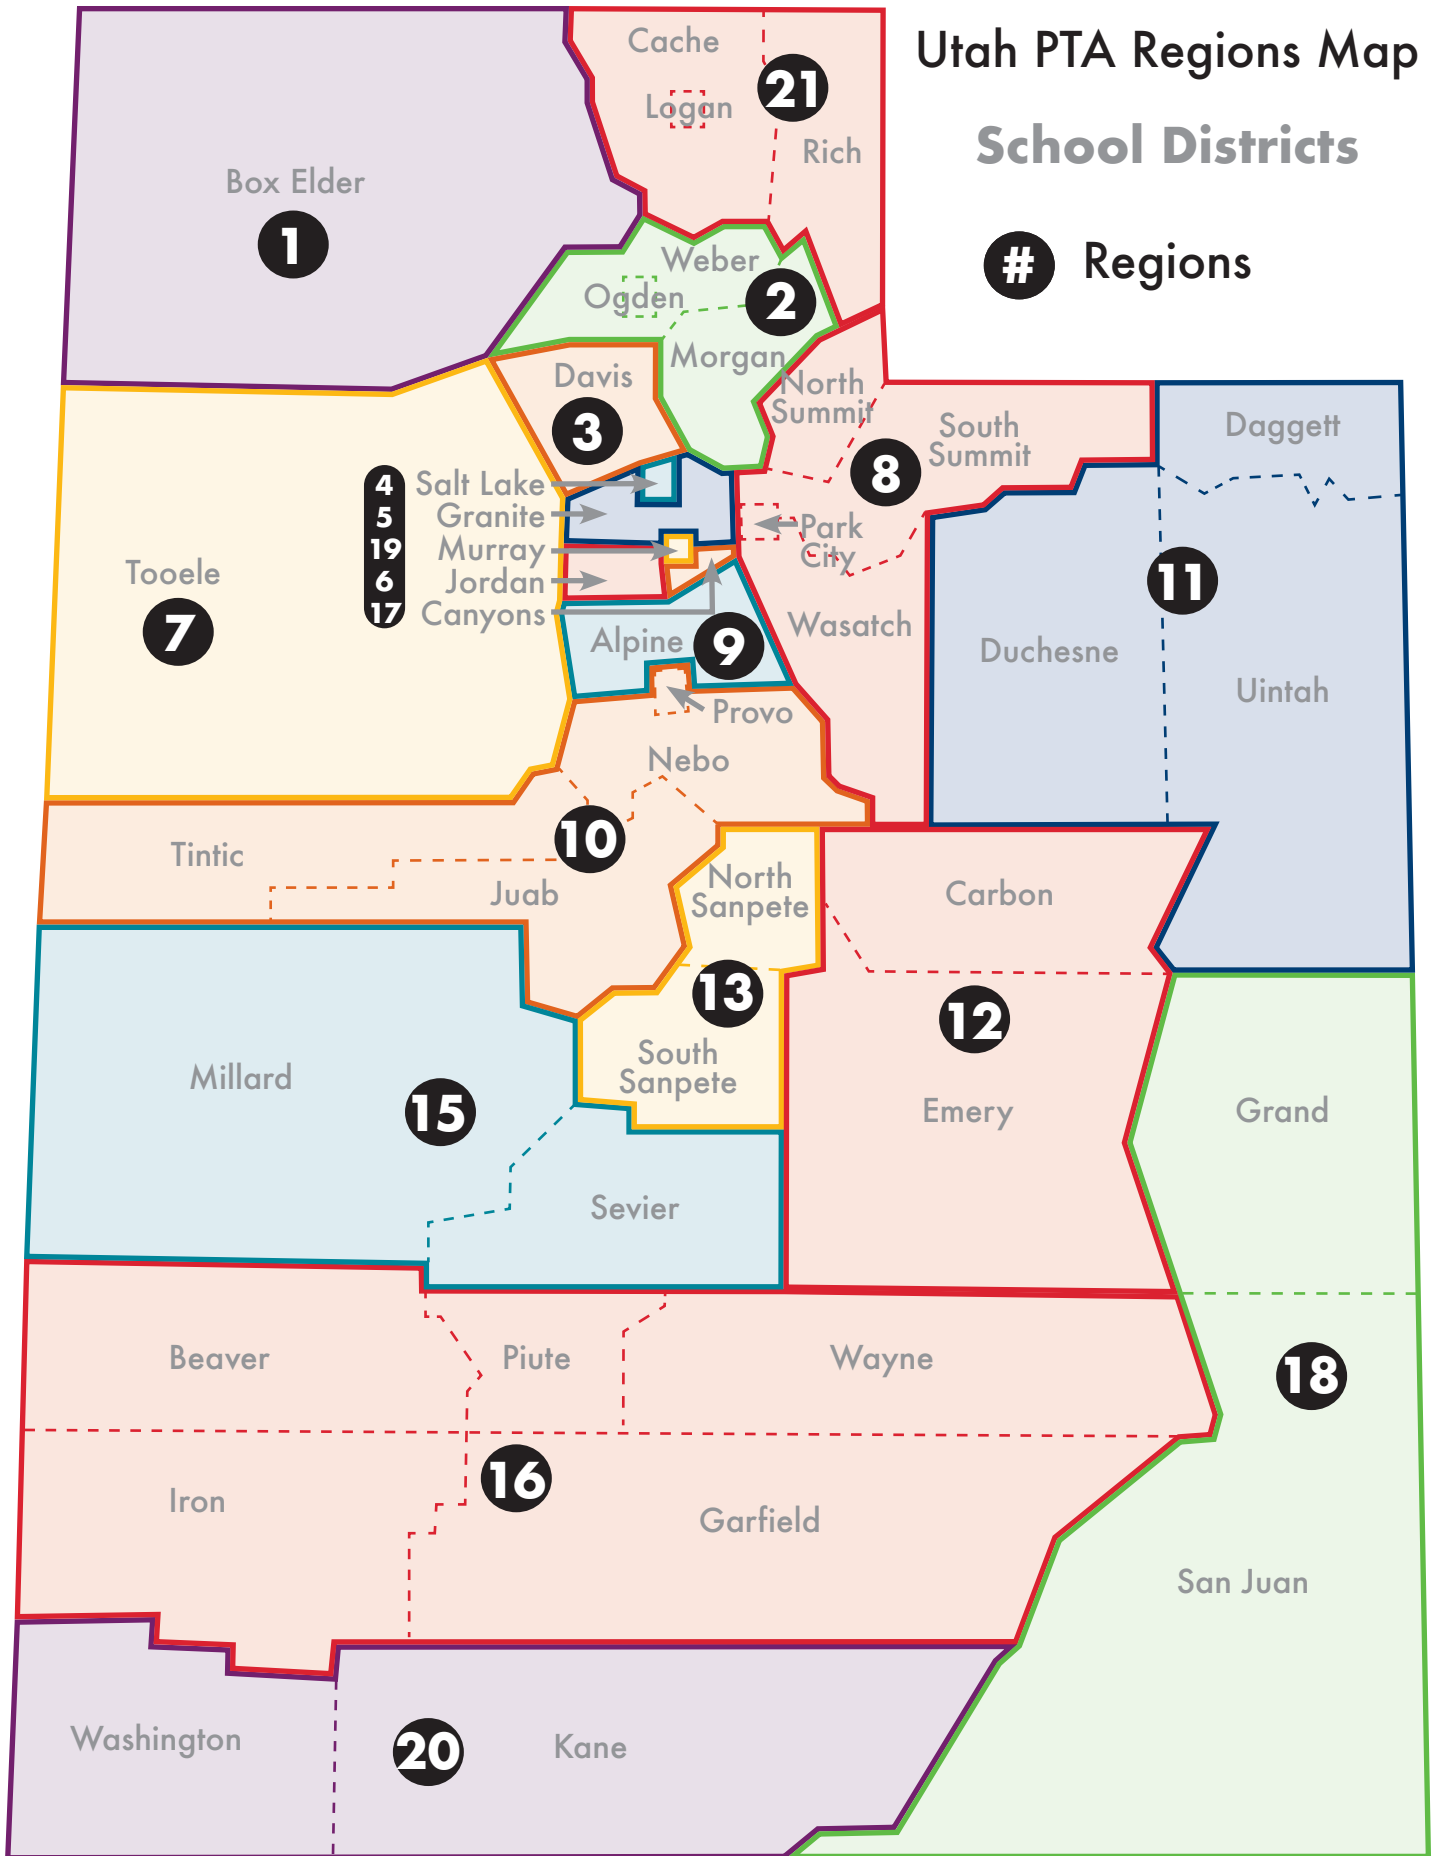 Utah PTA Regions Map
School Districts
# Regions
Cache
21
Logan
Rich
Box Elder
1
Weber
Ogden
2
Morgan
Davis
3
North
Summit
South
Summit
8
Daggett
4 Salt Lake
5 Granite
19 Murray
6 Jordan
17 Canyons
Park
City
Tooele
7
11
Alpine
9
Wasatch
Duchesne
Uintah
Provo
Nebo
10
Tintic
Juab
North
Sanpete
Carbon
13
12
South
Sanpete
Millard
15
Emery
Grand
Sevier
Beaver
Piute
Wayne
18
16
Iron
Garfield
San Juan
Washington
20
Kane